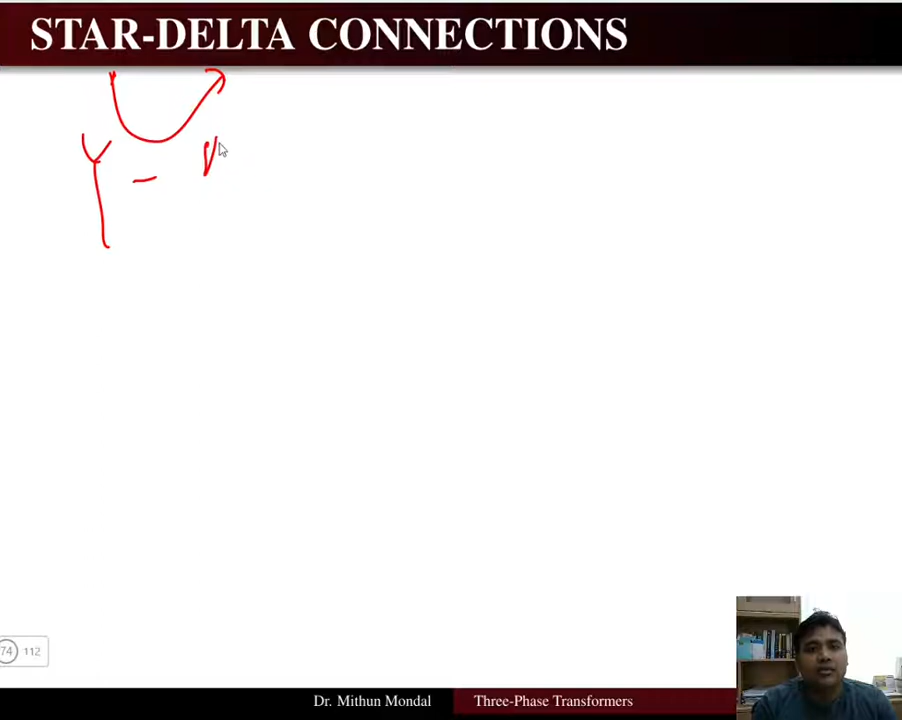 STAR-DELTA CONNECTIONS
Y -
74 112
Dr. Mithun Mondal Three-Phase Transformers